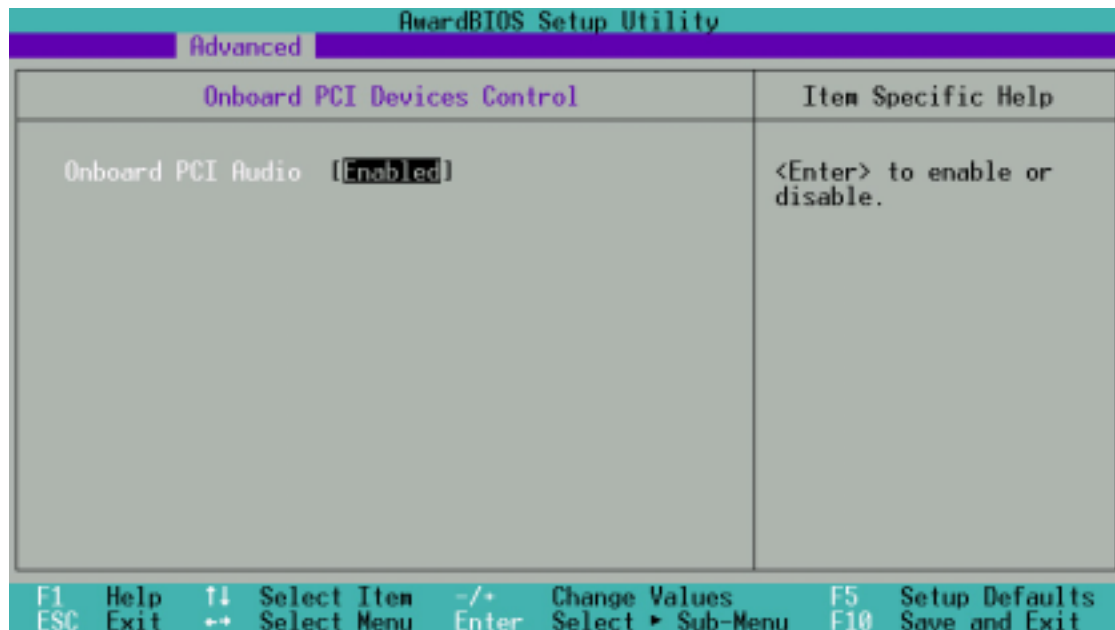 AwardBIOS Setup Utility
Advanced
Onboard PCI Devices Control
Item Specific Help
Onboard PCI Audio [Enabled]
<Enter> to enable or
disable.
F1 Help ↑↓ Select Item -/+ Change Values F5 Setup Defaults
ESC Exit ←→ Select Menu Enter Select ► Sub-Menu F10 Save and Exit